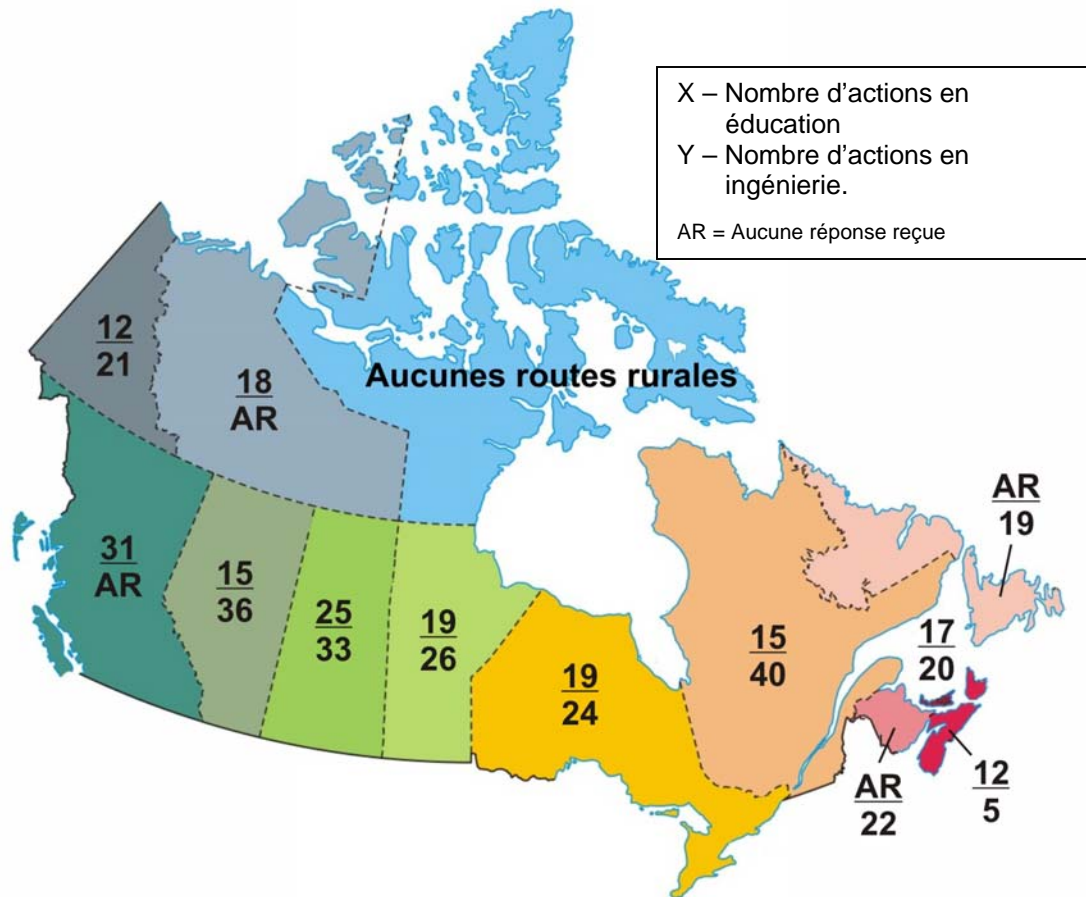 X – Nombre d'actions en
éducation
Y – Nombre d'actions en
ingénierie.
AR = Aucune réponse reçue
12
21
18
AR
Aucunes routes rurales
31
AR
15
36
25
33
19
26
19
24
15
40
AR
19
17
20
AR
22
12
5